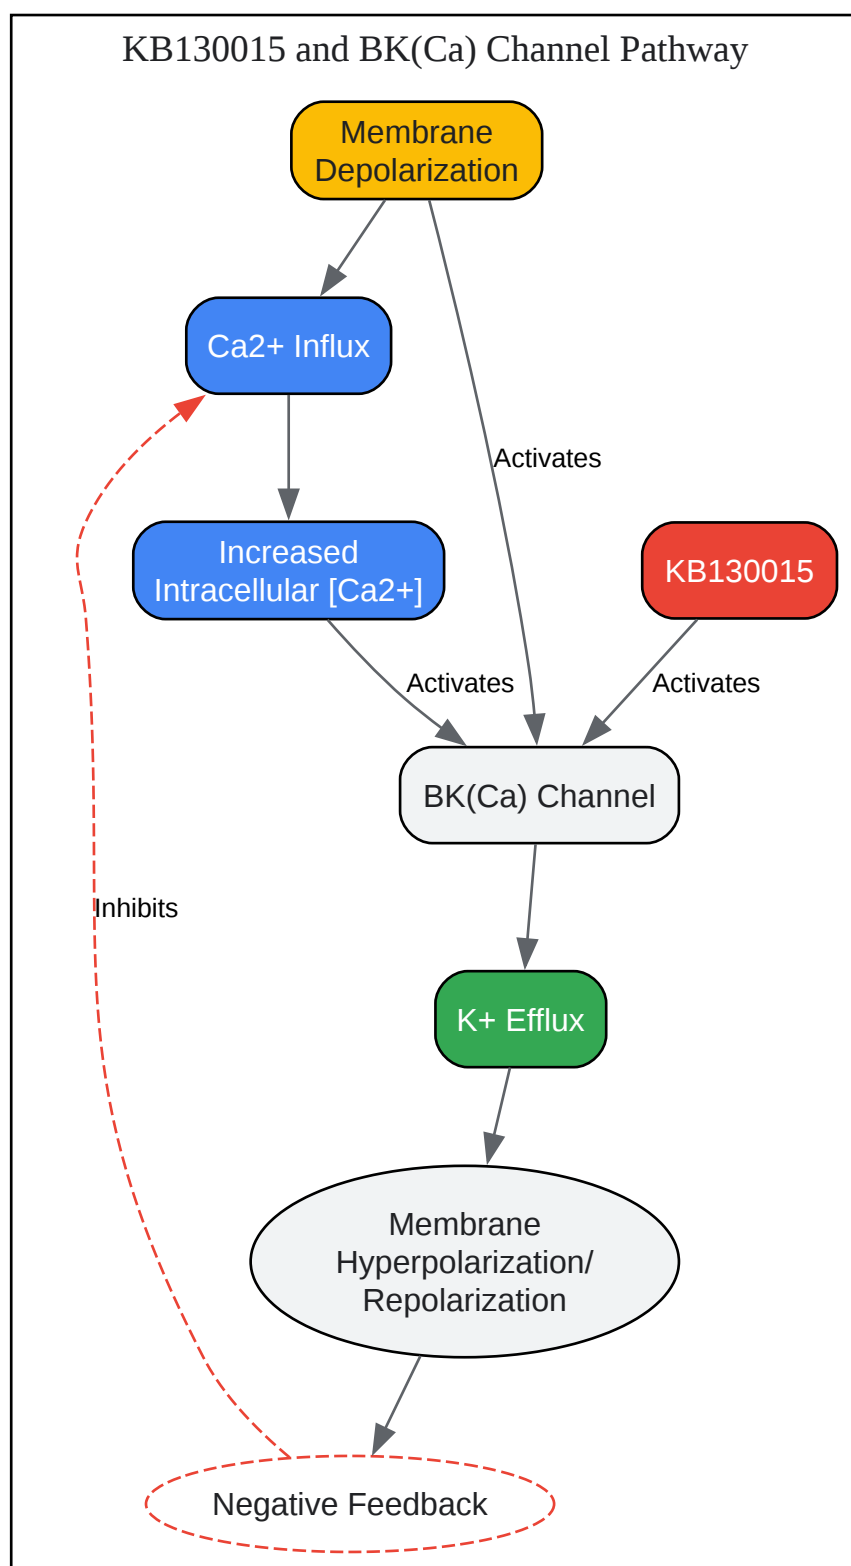 KB130015 and BK(Ca) Channel Pathway
Membrane
Depolarization
Ca2+ Influx
Activates
Increased
Intracellular [Ca2+]
KB130015
Activates
Activates
BK(Ca) Channel
Inhibits
K+ Efflux
Membrane
Hyperpolarization/
Repolarization
Negative Feedback